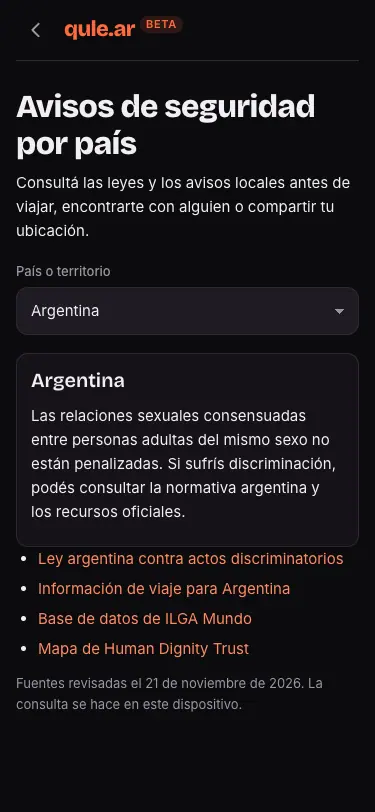 qule.ar BETA
Avisos de seguridad
por país
Consultá las leyes y los avisos locales antes de
viajar, encontrarte con alguien o compartir tu
ubicación.
País o territorio
Argentina
Argentina
Las relaciones sexuales consensuadas
entre personas adultas del mismo sexo no
están penalizadas. Si sufrís discriminación,
podés consultar la normativa argentina y
los recursos oficiales.
• Ley argentina contra actos discriminatorios
• Información de viaje para Argentina
• Base de datos de ILGA Mundo
• Mapa de Human Dignity Trust
Fuentes revisadas el 21 de noviembre de 2026. La
consulta se hace en este dispositivo.